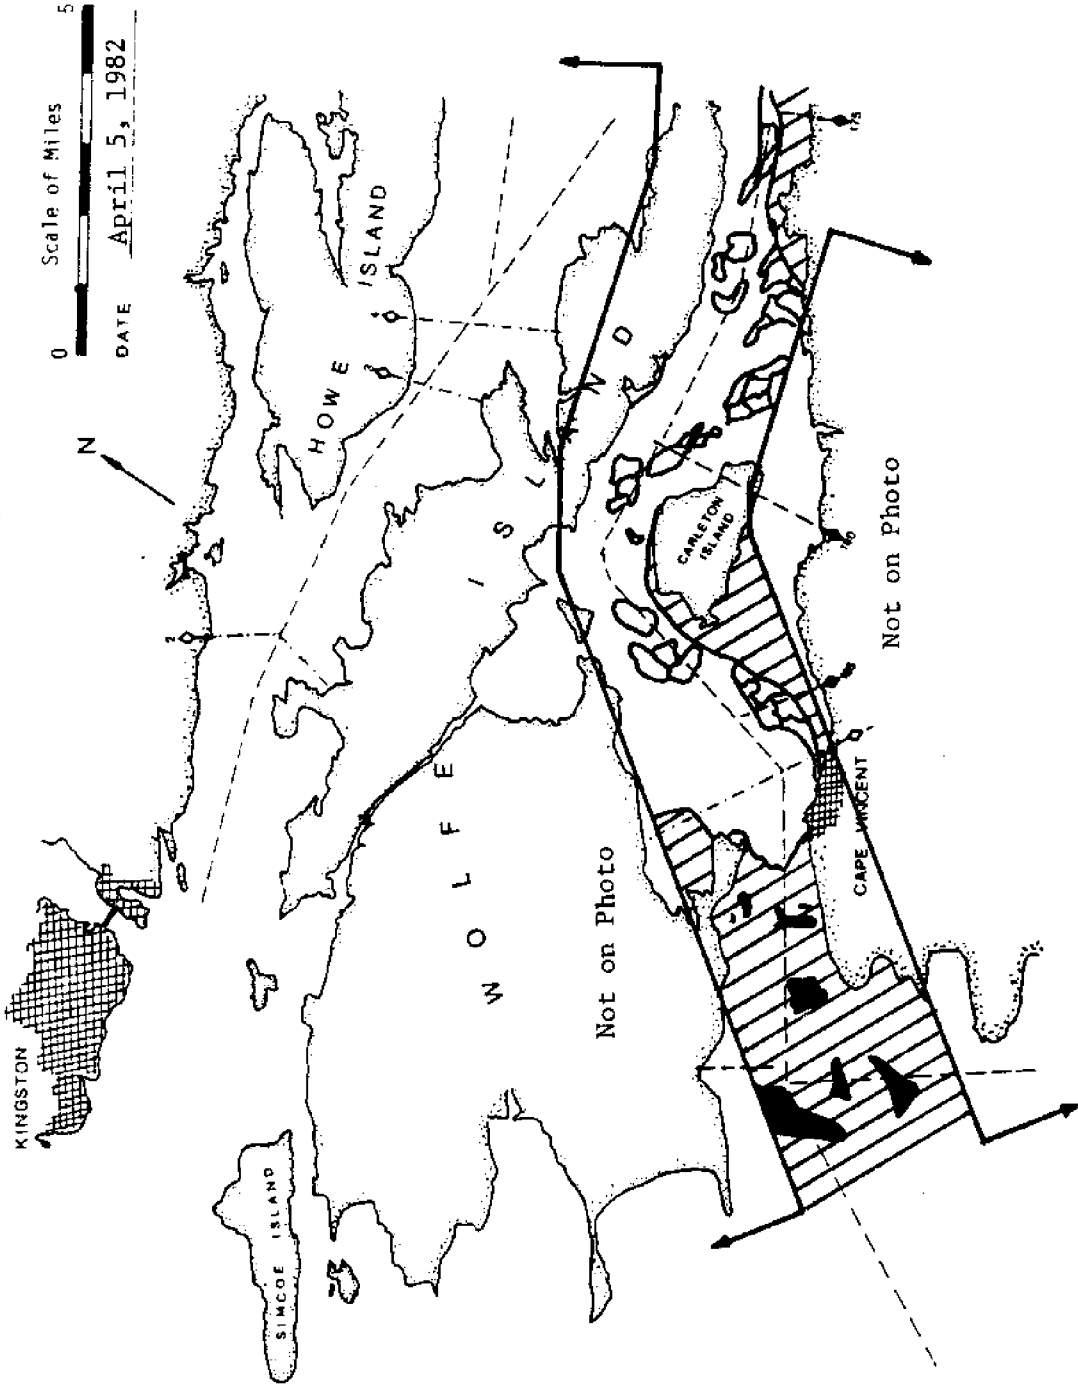 0 Scale of Miles 5
DATE April 5, 1982
N
KINGSTON
SIMCOE ISLAND
HOWE ISLAND
WOLFE ISLAND
CARLETON
ISLAND
CAPE VINCENT
Not on Photo
Not on Photo